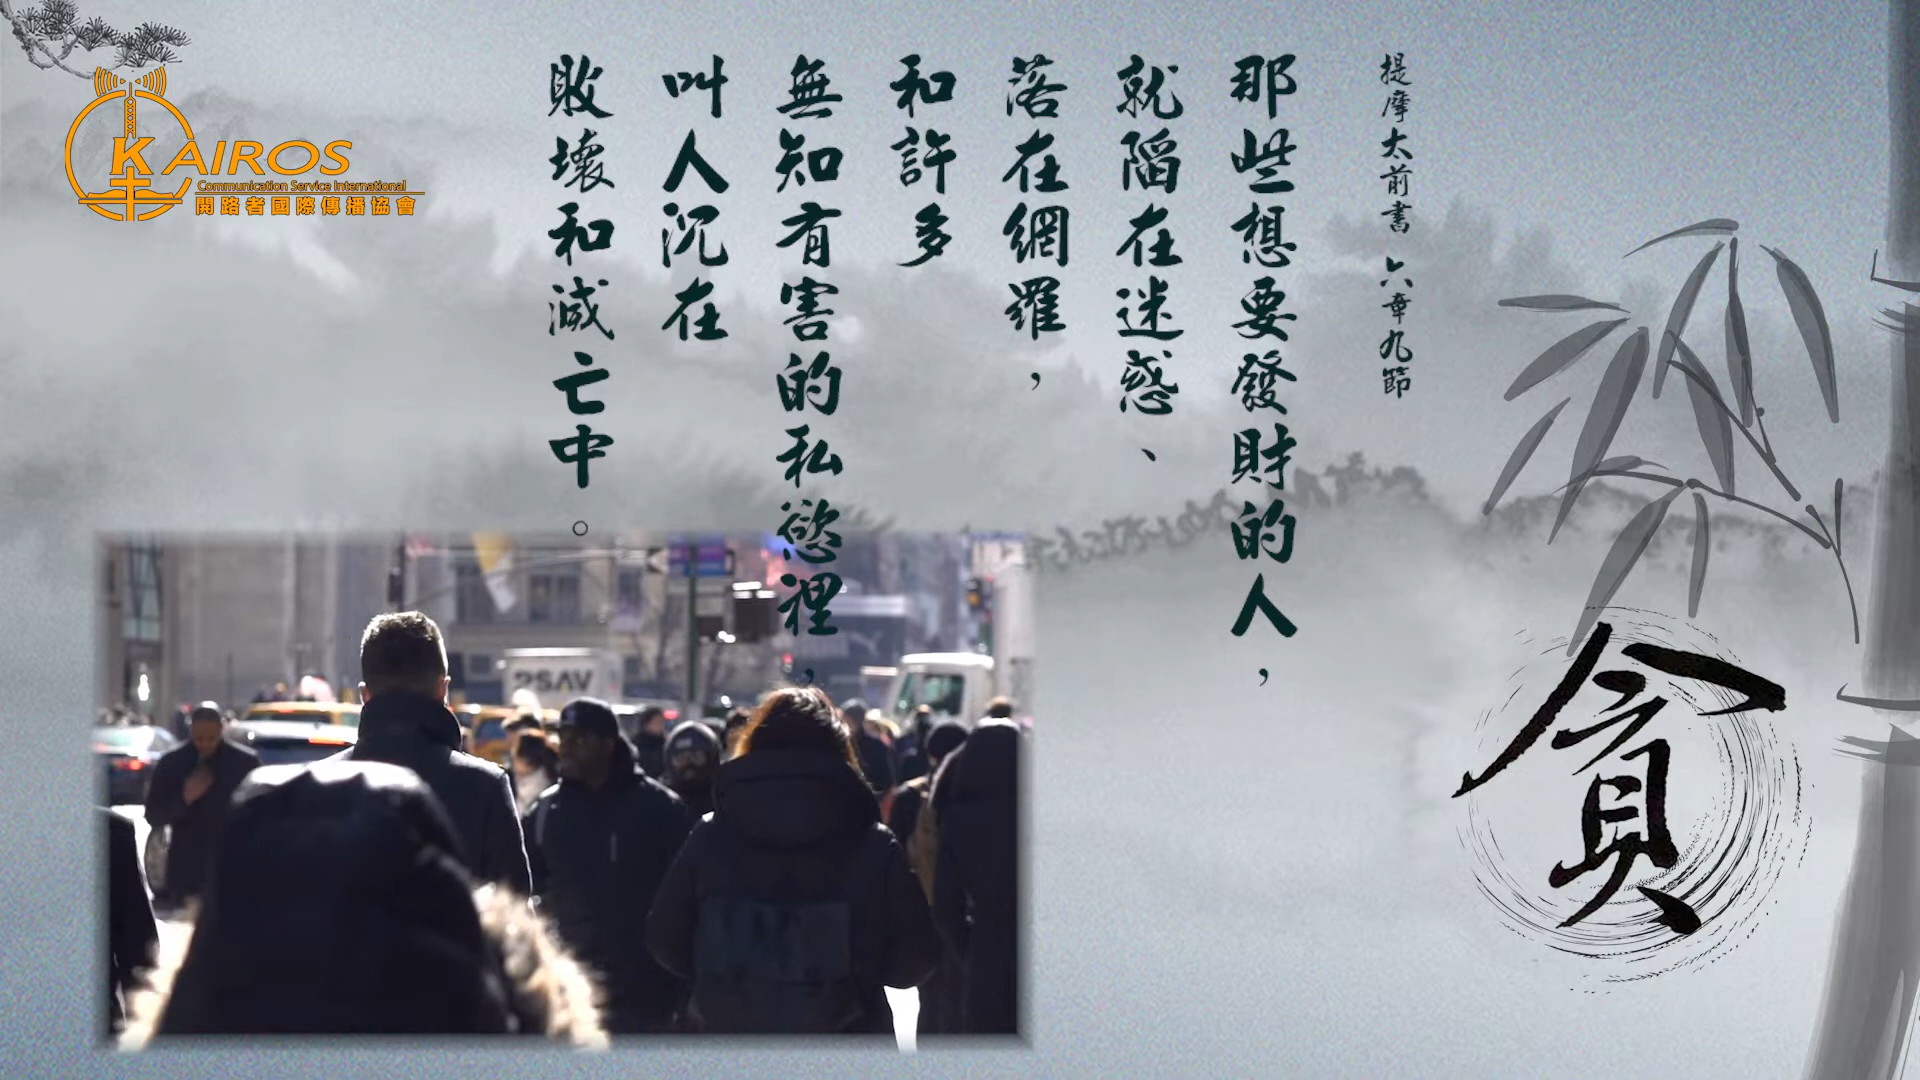 KAIROS
Communication Service International
開路者國際傳播協會
提摩太前書 六章九節
那些想要發財的人，
就陷在迷惑、
落在網羅，
和許多
無知有害的私慾裡，
叫人沉在
敗壞和滅亡中。
貪
PSAV